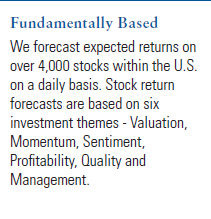 Fundamentally Based
We forecast expected returns on
over 4,000 stocks within the U.S.
on a daily basis. Stock return
forecasts are based on six
investment themes - Valuation,
Momentum, Sentiment,
Profitability, Quality and
Management.